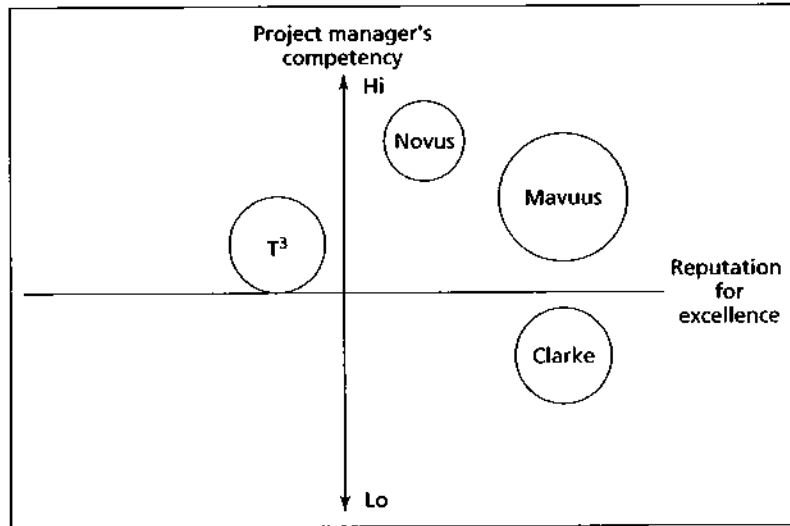 Project manager's
competency
Hi
Novus
Mavuus
T³
Reputation
for
excellence
Clarke
Lo